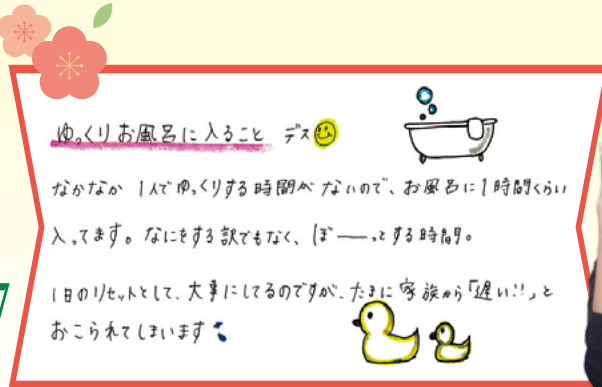 ゆっくりお風呂に入ること デス
なかなか 1人でゆっくりする時間がないので、お風呂に1時間くらい
入ってます。なにをする訳でもなく、ぼーーっとする時間。
1日のリセットとして、大事にしてるのですが、たまに家族から「遅い!!」と
おこられてしまいます